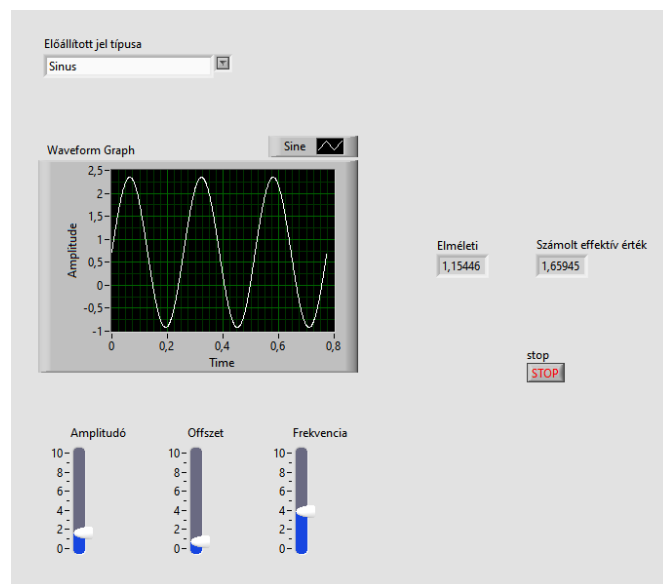 Előállított jel típusa
Sinus
Waveform Graph
Sine
Amplitude
2,5
2
1,5
1
0,5
0
-0,5
-1
0 0,2 0,4 0,6 0,8
Time
Elméleti
1,15446
Számolt effektív érték
1,65945
stop
STOP
Amplitudó
10
8
6
4
2
0
Offszet
10
8
6
4
2
0
Frekvencia
10
8
6
4
2
0